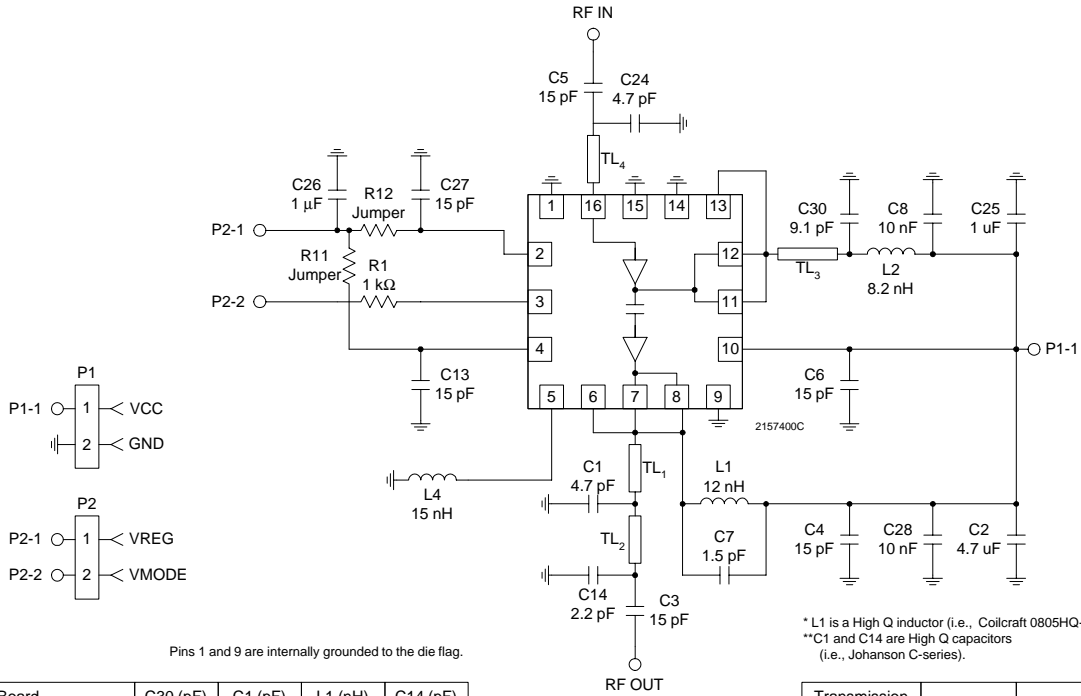 RF IN
C5
15 pF
C24
4.7 pF
TL4
C26
1 μF
R12
Jumper
C27
15 pF
P2-1
R11
Jumper
R1
1 kΩ
P2-2
1
16
15
14
13
2
12
3
11
4
10
5
6
7
8
9
C30
9.1 pF
C8
10 nF
C25
1 uF
TL3
L2
8.2 nH
P1-1
C6
15 pF
C13
15 pF
2157400C
P1
P1-1
1
VCC
2
GND
P2
P2-1
1
VREG
P2-2
2
VMODE
L4
15 nH
C1
4.7 pF
TL1
TL2
C14
2.2 pF
C3
15 pF
RF OUT
L1
12 nH
C7
1.5 pF
C4
15 pF
C28
10 nF
C2
4.7 uF
* L1 is a High Q inductor (i.e., Coilcraft 0805HQ-
**C1 and C14 are High Q capacitors
(i.e., Johanson C-series).
Pins 1 and 9 are internally grounded to the die flag.
Board
C30 (pF)
C1 (pF)
L1 (nH)
C14 (pF)
Transmission